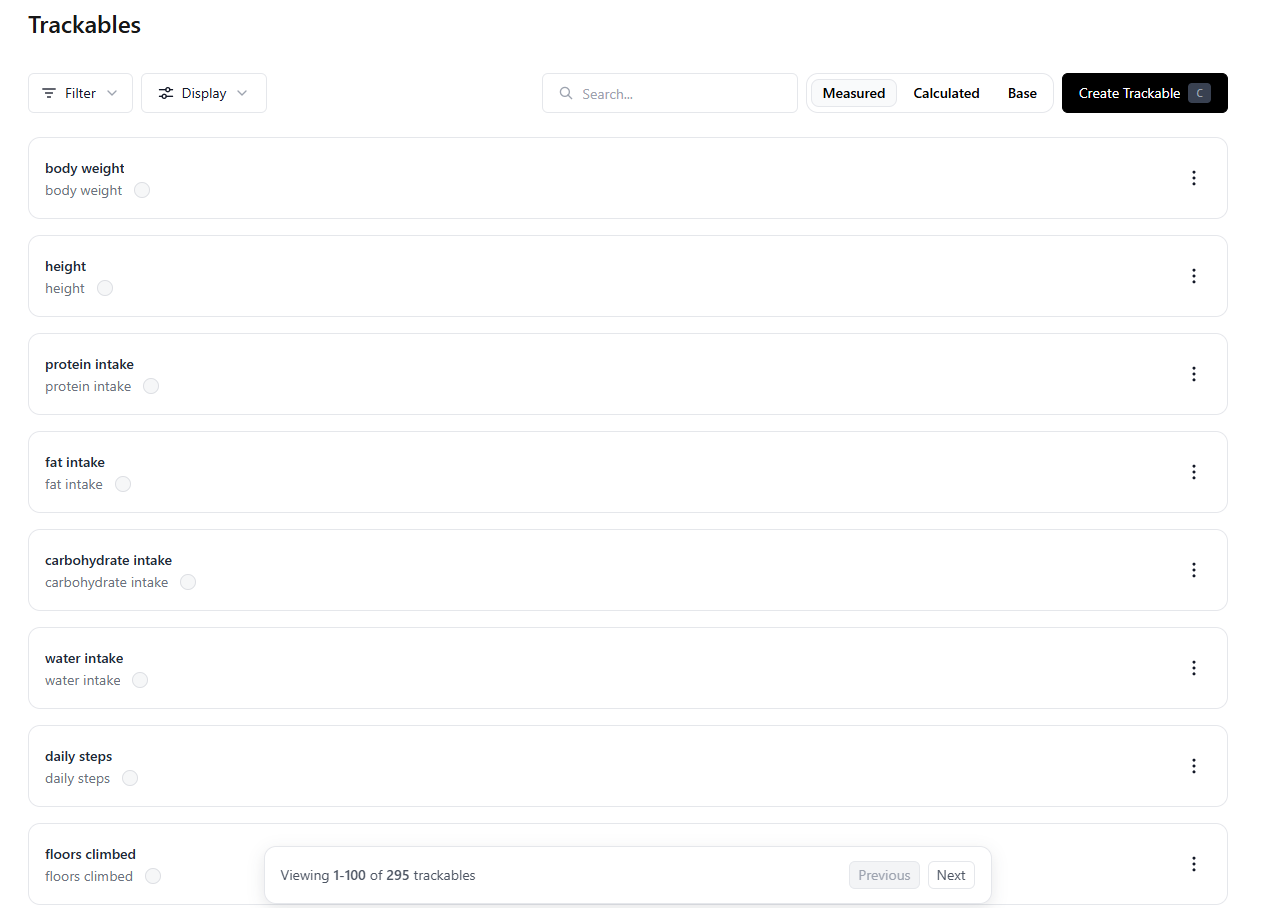 Trackables
Filter
Display
Search...
Measured
Calculated
Base
Create Trackable C
body weight
body weight
height
height
protein intake
protein intake
fat intake
fat intake
carbohydrate intake
carbohydrate intake
water intake
water intake
daily steps
daily steps
floors climbed
floors climbed
Viewing 1-100 of 295 trackables
Previous
Next